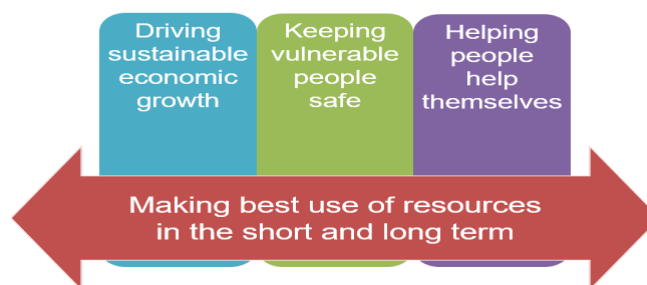 Driving
sustainable
economic
growth
Keeping
vulnerable
people
safe
Helping
people
help
themselves
Making best use of resources
in the short and long term